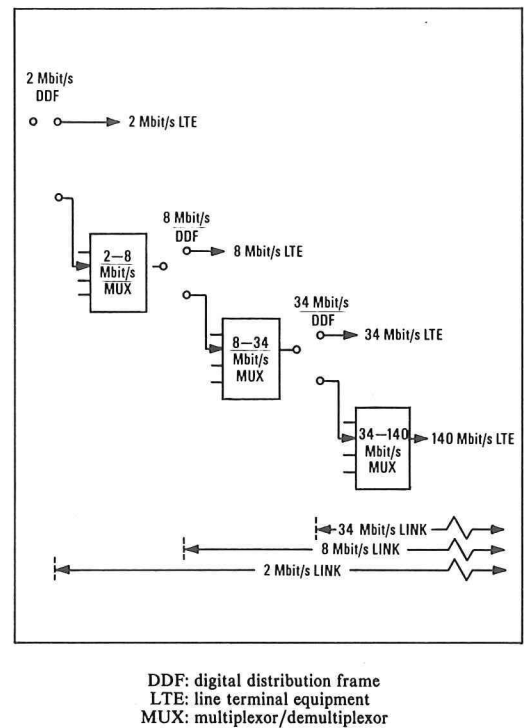 2 Mbit/s
DDF
2 Mbit/s LTE
8 Mbit/s
DDF
2—8
Mbit/s
MUX
8 Mbit/s LTE
34 Mbit/s
DDF
8—34
Mbit/s
MUX
34 Mbit/s LTE
34—140
Mbit/s
MUX
140 Mbit/s LTE
34 Mbit/s LINK
8 Mbit/s LINK
2 Mbit/s LINK
DDF: digital distribution frame
LTE: line terminal equipment
MUX: multiplexor/demultiplexor